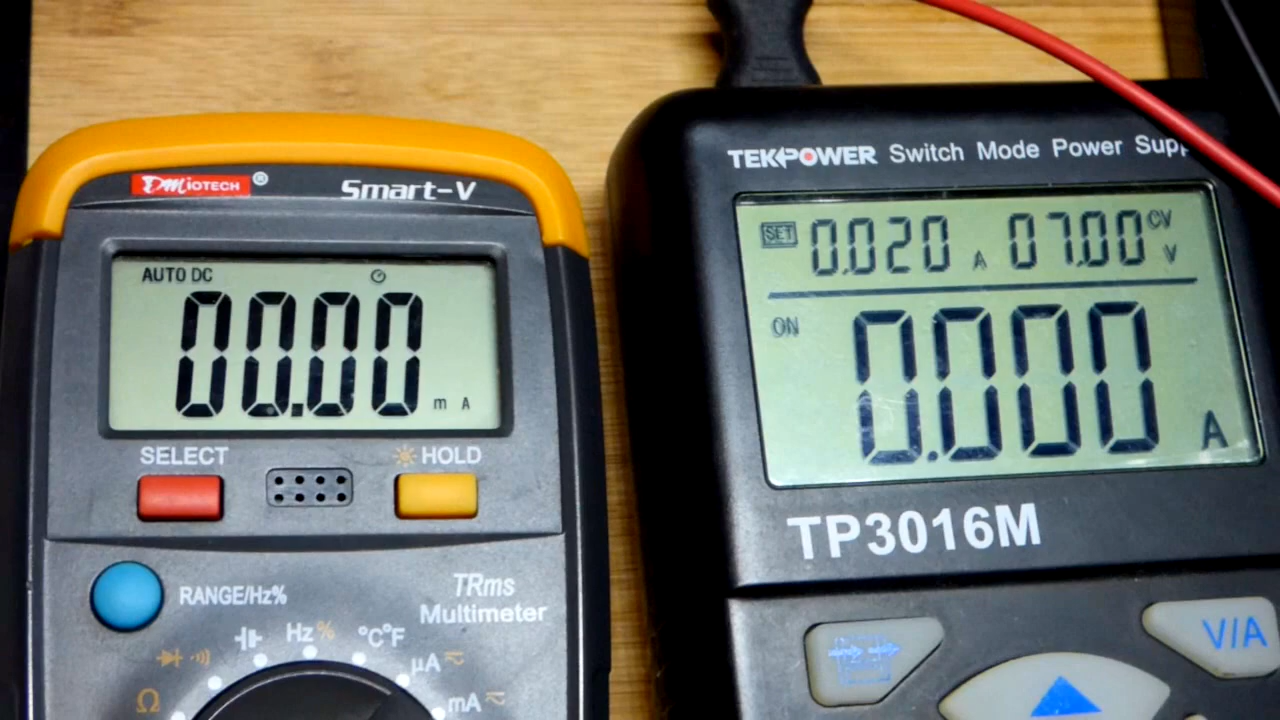 DMiOTECH ®
Smart-V
AUTO DC
00.00
m A
SELECT
HOLD
RANGE/Hz%
TRms
Multimeter
Hz %
°C°F
µA
mA
Ω
TEKPOWER Switch Mode Power Supp
SET 0.020 A 07.00 CV V
ON
0.000 A
TP3016M
V/A